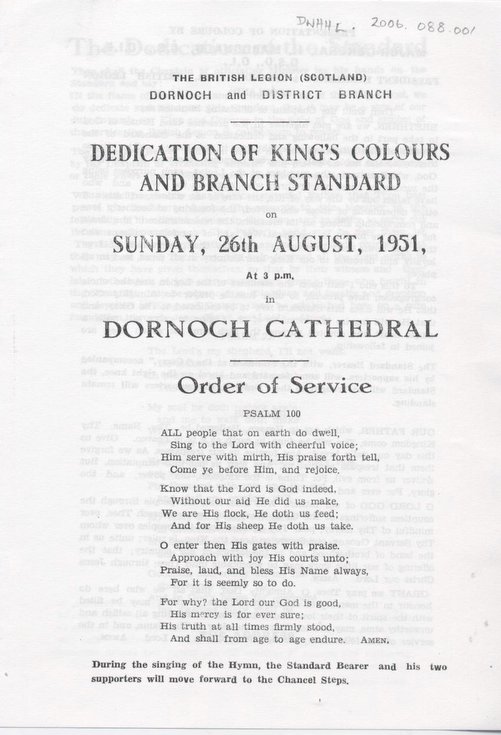 DNHHL. 2006. 088.001
THE BRITISH LEGION (SCOTLAND)
DORNOCH and DISTRICT BRANCH
DEDICATION OF KING'S COLOURS
AND BRANCH STANDARD
on
SUNDAY, 26th AUGUST, 1951,
At 3 p.m.
in
DORNOCH CATHEDRAL
Order of Service
PSALM 100
ALL people that on earth do dwell,
Sing to the Lord with cheerful voice;
Him serve with mirth, His praise forth tell,
Come ye before Him, and rejoice.
Know that the Lord is God indeed,
Without our aid He did us make,
We are His flock, He doth us feed;
And for His sheep He doth us take.
O enter then His gates with praise.
Approach with joy His courts unto;
Praise, laud, and bless His Name always,
For it is seemly so to do.
For why? the Lord our God is good,
His mercy is for ever sure;
His truth at all times firmly stood,
And shall from age to age endure. AMEN.
During the singing of the Hymn, the Standard Bearer and his two
supporters will move forward to the Chancel Steps.